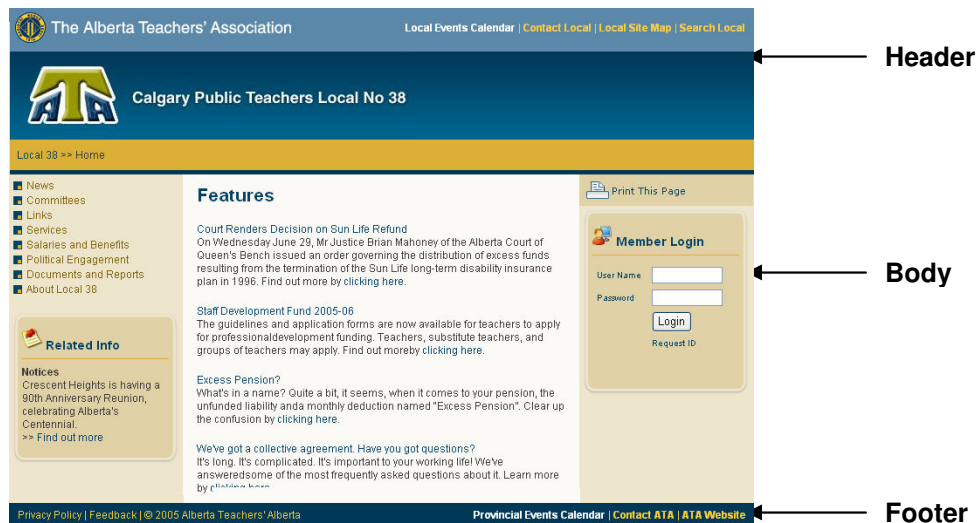 The Alberta Teachers' Association
Local Events Calendar | Contact Local | Local Site Map | Search Local
Header
ATA
Calgary Public Teachers Local No 38
Local 38 >> Home
News
Committees
Links
Services
Salaries and Benefits
Political Engagement
Documents and Reports
About Local 38
Related Info
Notices
Crescent Heights is having a
90th Anniversary Reunion,
celebrating Alberta's
Centennial.
>> Find out more
Features
Court Renders Decision on Sun Life Refund
On Wednesday June 29, Mr Justice Brian Mahoney of the Alberta Court of
Queen's Bench issued an order governing the distribution of excess funds
resulting from the termination of the Sun Life long-term disability insurance
plan in 1996. Find out more by clicking here.
Staff Development Fund 2005-06
The guidelines and application forms are now available for teachers to apply
for professionaldevelopment funding. Teachers, substitute teachers, and
groups of teachers may apply. Find out moreby clicking here.
Excess Pension?
What's in a name? Quite a bit, it seems, when it comes to your pension, the
unfunded liability anda monthly deduction named "Excess Pension". Clear up
the confusion by clicking here.
We've got a collective agreement. Have you got questions?
It's long. It's complicated. It's important to your working life! We've
answeredsome of the most frequently asked questions about it. Learn more
by clicking here
Print This Page
Member Login
User Name
Password
Login
Request ID
Body
Privacy Policy | Feedback | © 2005 Alberta Teachers' Alberta
Provincial Events Calendar | Contact ATA | ATA Website
Footer